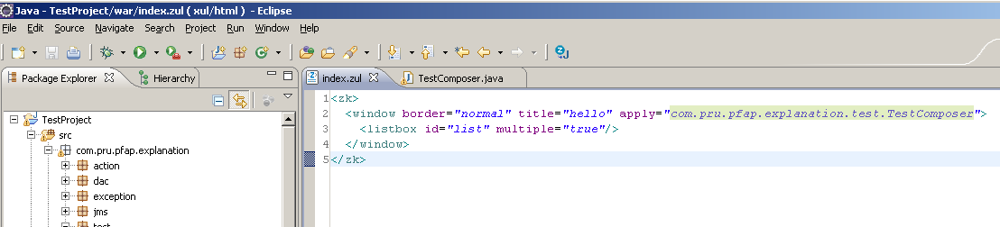 Java - TestProject/war/index.zul ( xul/html ) - Eclipse
File Edit Source Navigate Search Project Run Window Help
Package Explorer Hierarchy index.zul TestComposer.java
TestProject
src
com.pru.pfap.explanation
action
dac
exception
jms
test
1 <zk>
2 <window border="normal" title="hello" apply="com.pru.pfap.explanation.test.TestComposer">
3 <listbox id="list" multiple="true"/>
4 </window>
5 </zk>